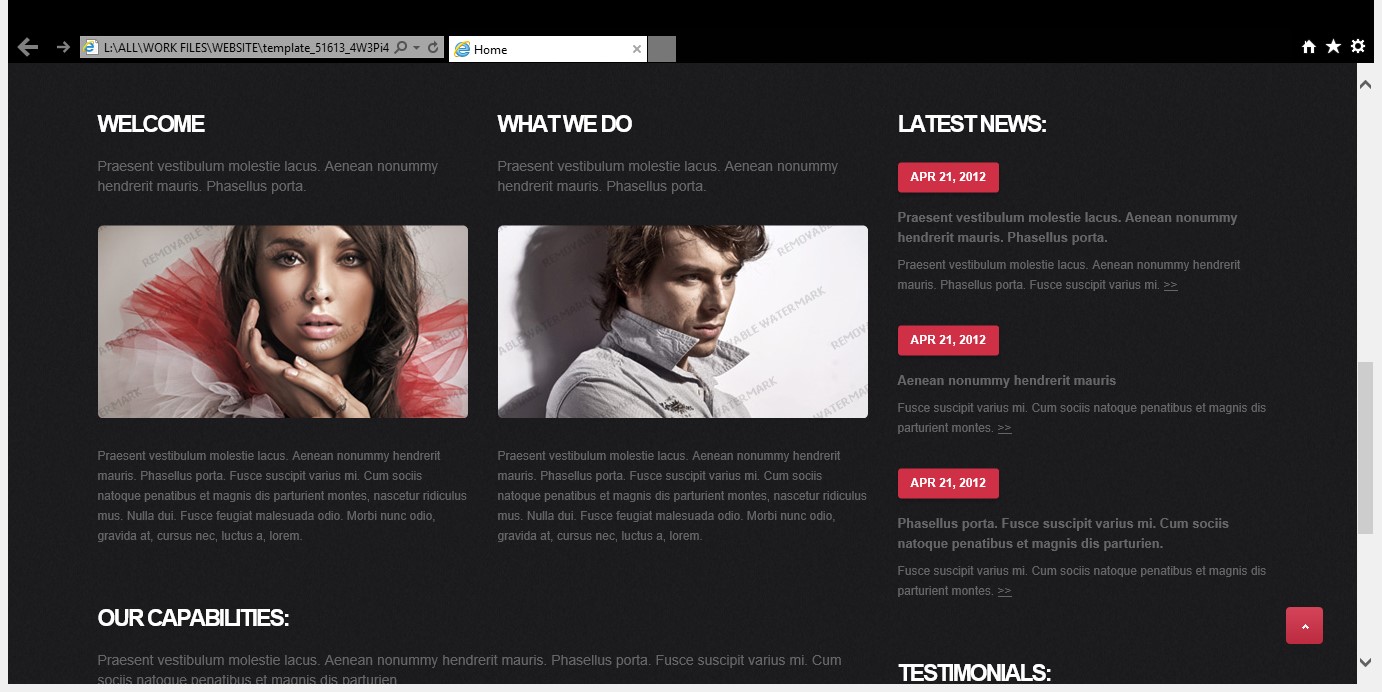 L:\ALL\WORK FILES\WEBSITE\template_51613_4W3Pi4
Home
WELCOME
Praesent vestibulum molestie lacus. Aenean nonummy
hendrerit mauris. Phasellus porta.
REMOVABLE WATERMARK
REMOVABLE WATERMARK
Praesent vestibulum molestie lacus. Aenean nonummy hendrerit
mauris. Phasellus porta. Fusce suscipit varius mi. Cum sociis
natoque penatibus et magnis dis parturient montes, nascetur ridiculus
mus. Nulla dui. Fusce feugiat malesuada odio. Morbi nunc odio,
gravida at, cursus nec, luctus a, lorem.
WHAT WE DO
Praesent vestibulum molestie lacus. Aenean nonummy
hendrerit mauris. Phasellus porta.
REMOVABLE WATERMARK
REMOVABLE WATERMARK
Praesent vestibulum molestie lacus. Aenean nonummy hendrerit
mauris. Phasellus porta. Fusce suscipit varius mi. Cum sociis
natoque penatibus et magnis dis parturient montes, nascetur ridiculus
mus. Nulla dui. Fusce feugiat malesuada odio. Morbi nunc odio,
gravida at, cursus nec, luctus a, lorem.
OUR CAPABILITIES:
Praesent vestibulum molestie lacus. Aenean nonummy hendrerit mauris. Phasellus porta. Fusce suscipit varius mi. Cum
sociis natoque penatibus et magnis dis parturien
LATEST NEWS:
APR 21, 2012
Praesent vestibulum molestie lacus. Aenean nonummy
hendrerit mauris. Phasellus porta.
Praesent vestibulum molestie lacus. Aenean nonummy hendrerit
mauris. Phasellus porta. Fusce suscipit varius mi. >>
APR 21, 2012
Aenean nonummy hendrerit mauris
Fusce suscipit varius mi. Cum sociis natoque penatibus et magnis dis
parturient montes. >>
APR 21, 2012
Phasellus porta. Fusce suscipit varius mi. Cum sociis
natoque penatibus et magnis dis parturien.
Fusce suscipit varius mi. Cum sociis natoque penatibus et magnis dis
parturient montes. >>
TESTIMONIALS: